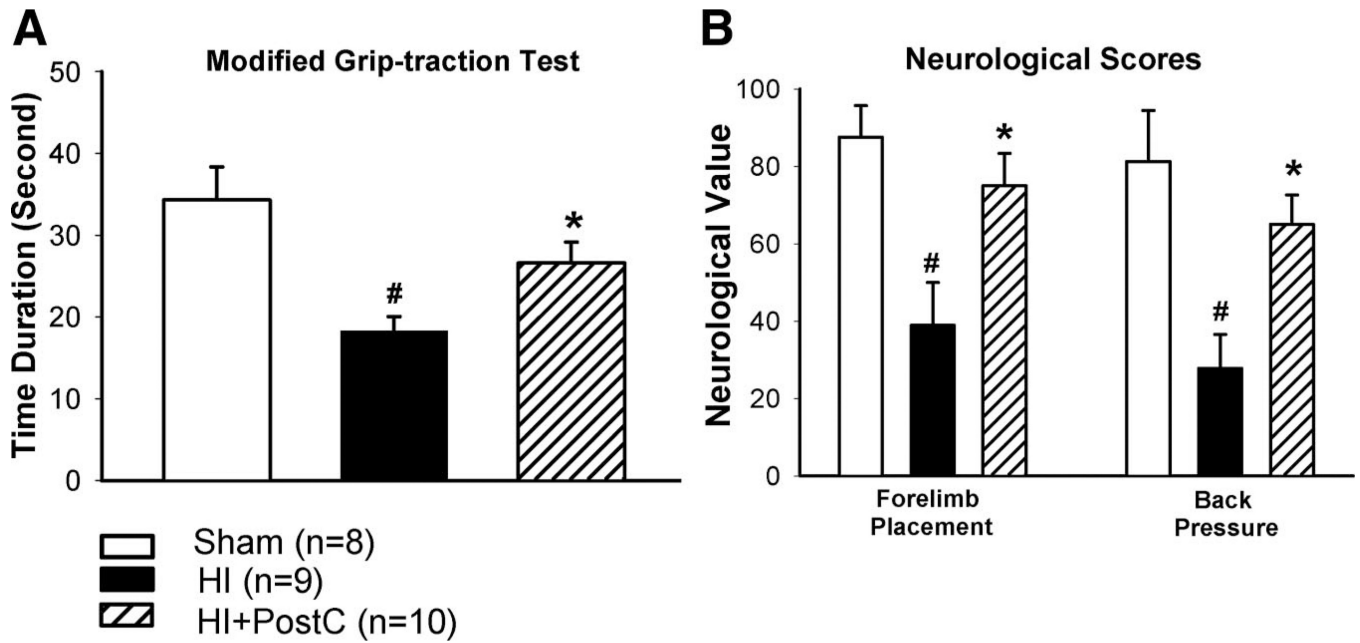 A
Modified Grip-traction Test
Time Duration (Second)
50
40
30
20
10
0
#
*
Sham (n=8)
HI (n=9)
HI+PostC (n=10)
B
Neurological Scores
Neurological Value
100
80
60
40
20
0
#
*
#
*
Forelimb
Placement
Back
Pressure